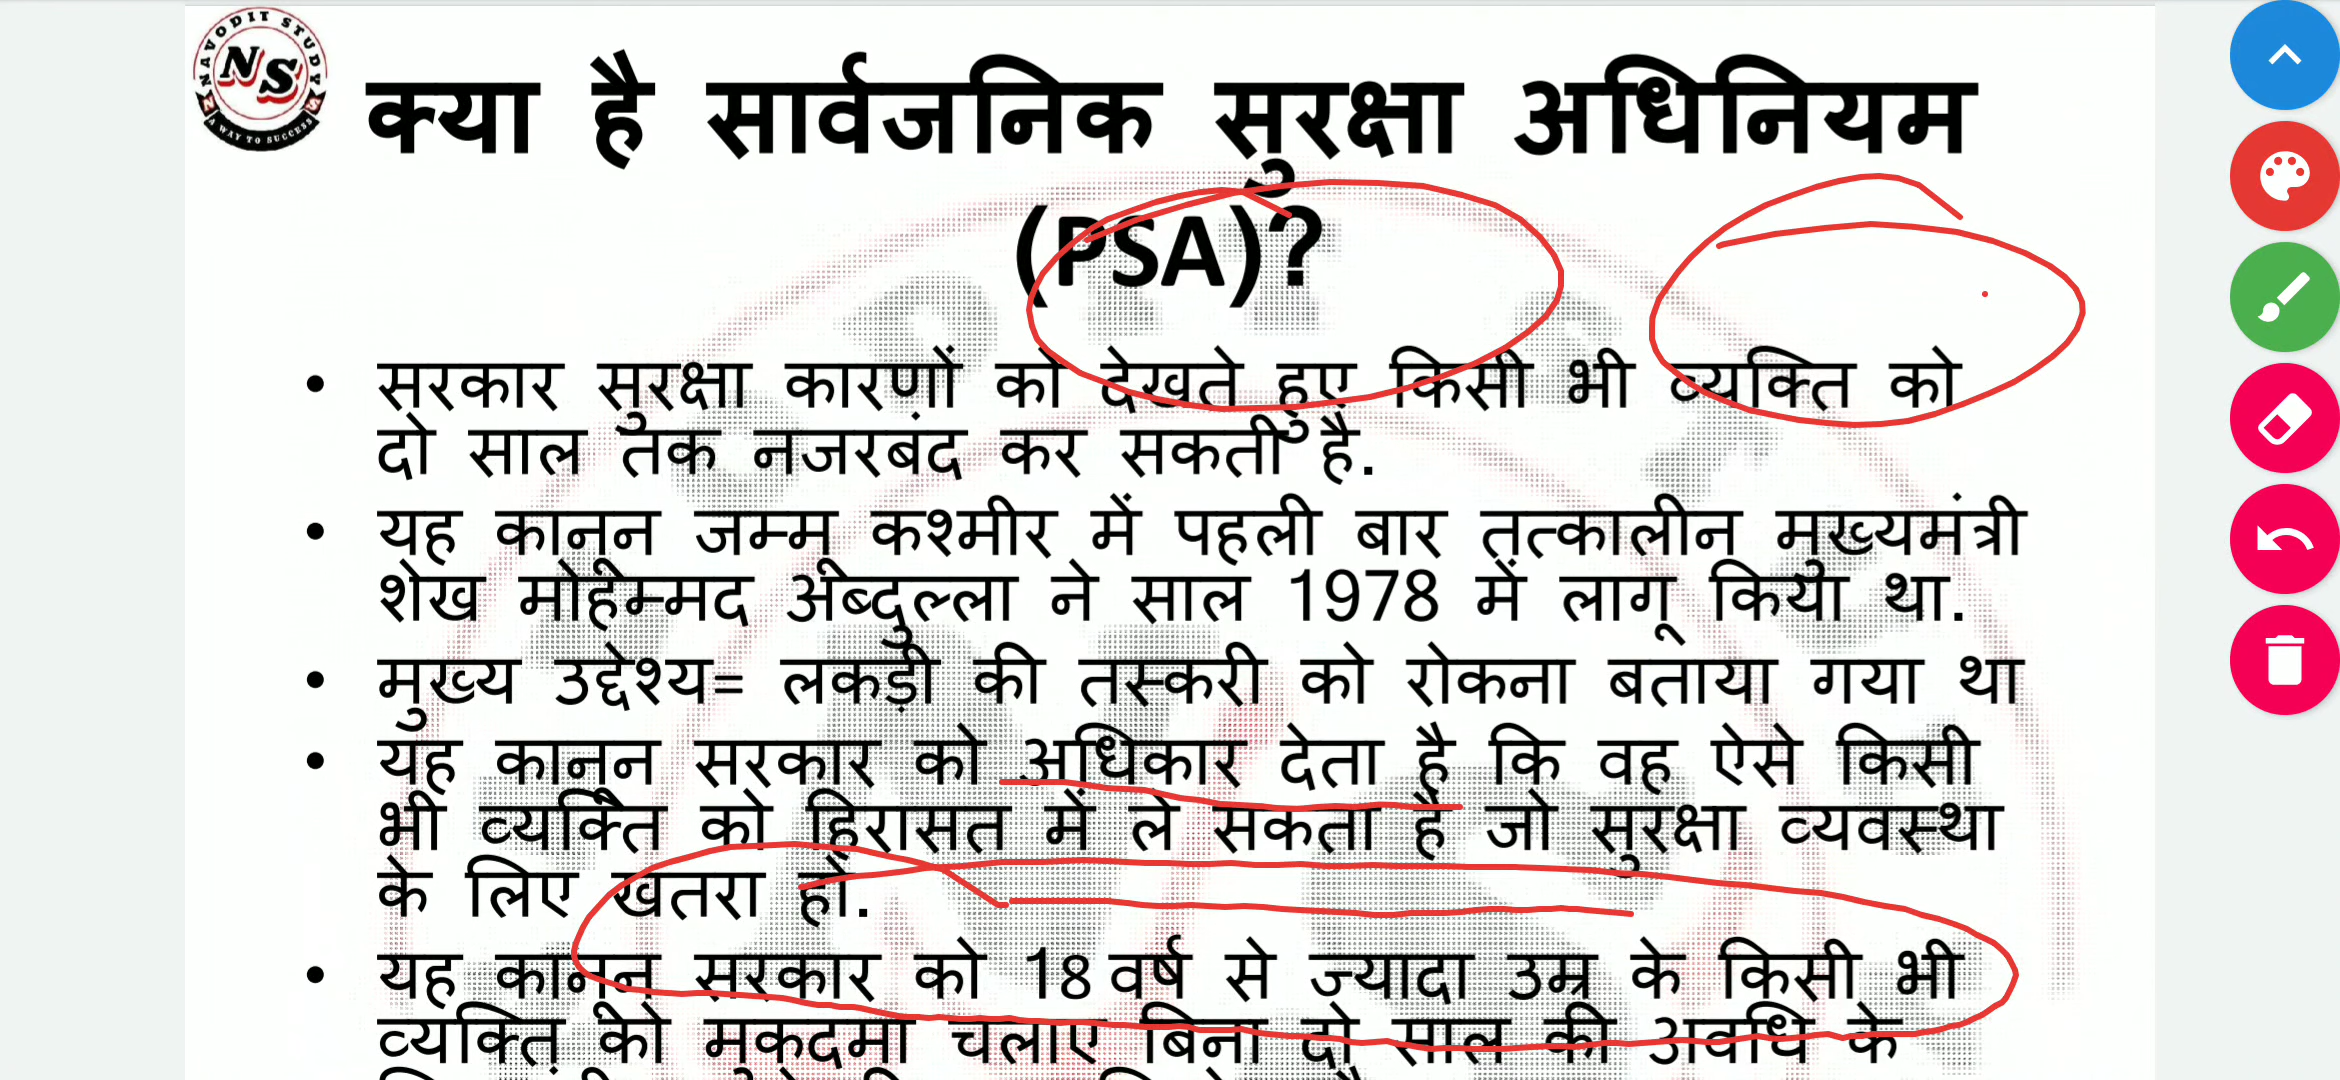 NAVODIT STUDY
NS
A WAY TO SUCCESS
क्या है सार्वजनिक सुरक्षा अधिनियम
(PSA)?
• सरकार सुरक्षा कारणों को देखते हुए किसी भी व्यक्ति को
दो साल तक नजरबंद कर सकती है.
• यह कानून जम्मू कश्मीर में पहली बार तत्कालीन मुख्यमंत्री
शेख मोहम्मद अब्दुल्ला ने साल 1978 में लागू किया था.
• मुख्य उद्देश्य= लकड़ी की तस्करी को रोकना बताया गया था
• यह कानून सरकार को अधिकार देता है कि वह ऐसे किसी
भी व्यक्ति को हिरासत में ले सकता है जो सुरक्षा व्यवस्था
के लिए खतरा हो.
• यह कानून सरकार को 18 वर्ष से ज्यादा उम्र के किसी भी
व्यक्ति को मुकदमा चलाए बिना दो साल की अवधि के